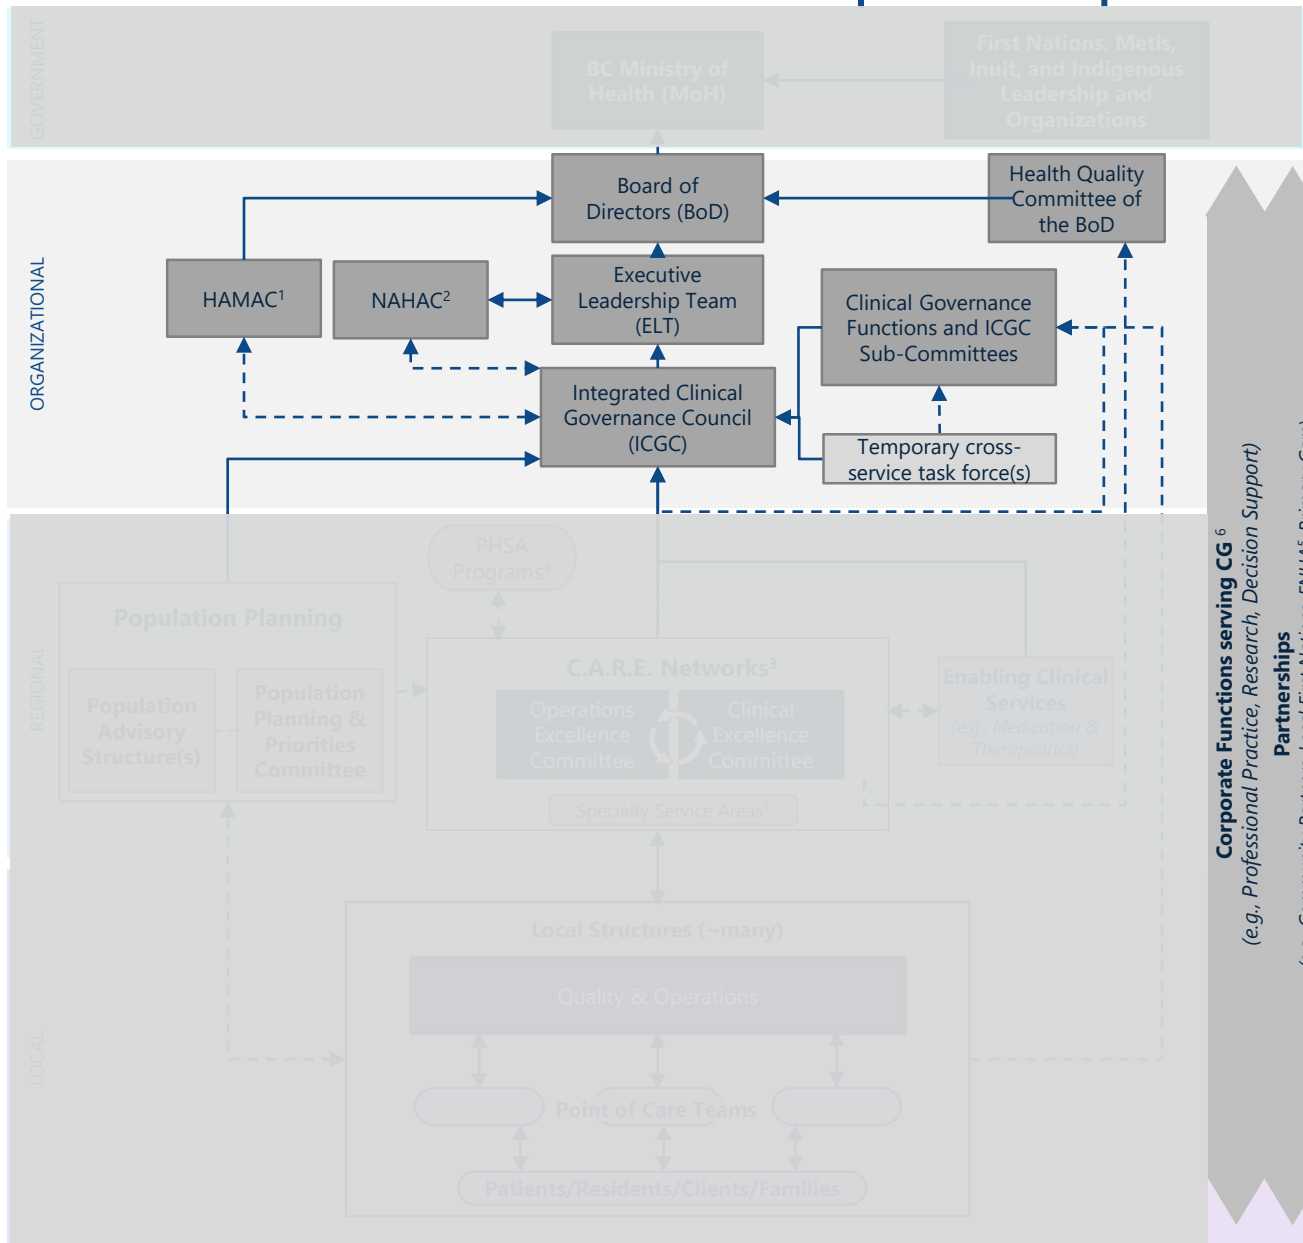 GOVERNMENT
BC Ministry of
Health (MoH)
First Nations, Metis,
Inuit, and Indigenous
Leadership and
Organizations
ORGANIZATIONAL
Board of
Directors (BoD)
Health Quality
Committee of
the BoD
HAMAC¹
NAHAC²
Executive
Leadership Team
(ELT)
Clinical Governance
Functions and ICGC
Sub-Committees
Integrated Clinical
Governance Council
(ICGC)
Temporary cross-
service task force(s)
REGIONAL
PHSA
Programs⁴
Population Planning
Population
Advisory
Structure(s)
Population
Planning &
Priorities
Committee
C.A.R.E. Networks³
Operations
Excellence
Committee
Clinical
Excellence
Committee
Specialty Service Areas⁷
Enabling Clinical
Services
(e.g., Medication &
Therapeutics)
LOCAL
Local Structures (~many)
Quality & Operations
Point of Care Teams
Patients/Residents/Clients/Families
Corporate Functions serving CG ⁶
(e.g., Professional Practice, Research, Decision Support)
Partnerships